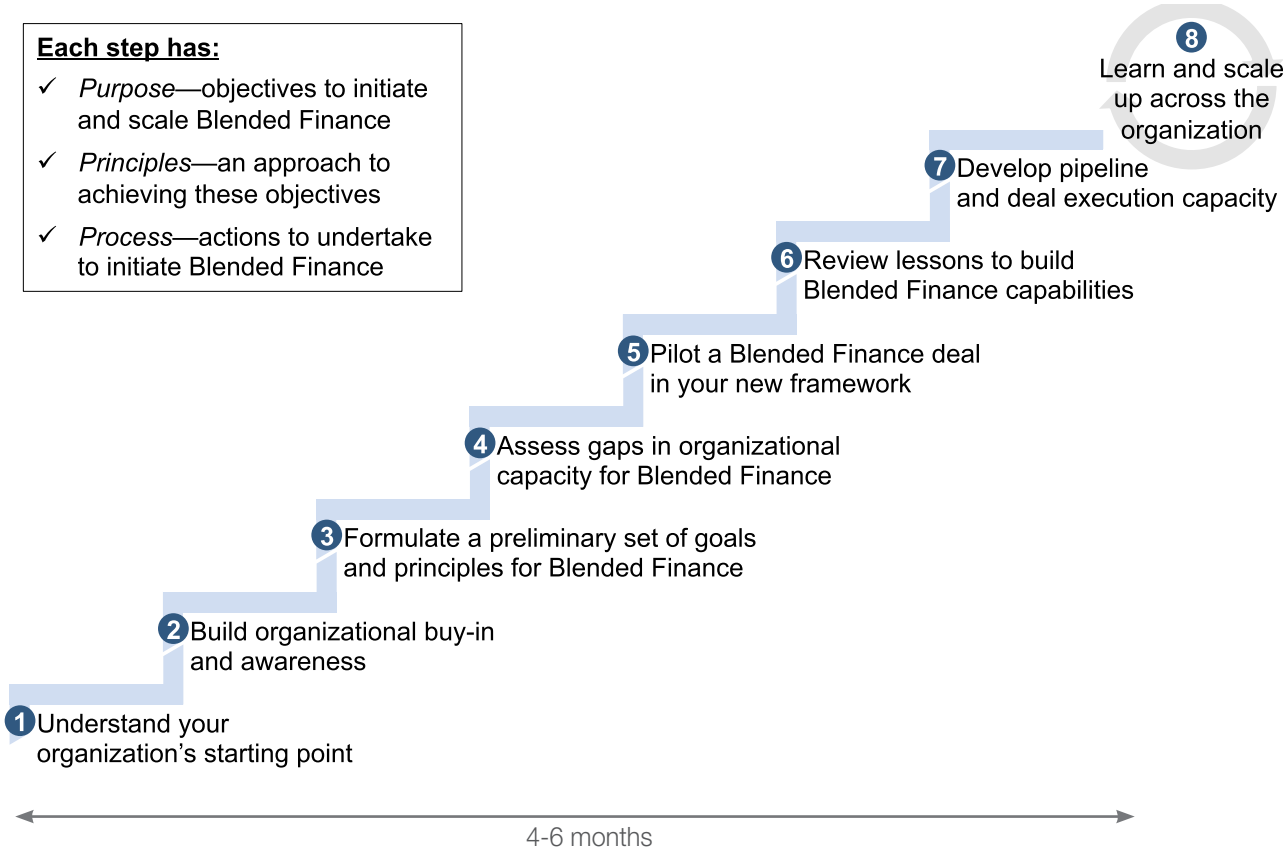 Each step has:
✓ Purpose—objectives to initiate
and scale Blended Finance
✓ Principles—an approach to
achieving these objectives
✓ Process—actions to undertake
to initiate Blended Finance
1 Understand your
organization’s starting point
2 Build organizational buy-in
and awareness
3 Formulate a preliminary set of goals
and principles for Blended Finance
4 Assess gaps in organizational
capacity for Blended Finance
5 Pilot a Blended Finance deal
in your new framework
6 Review lessons to build
Blended Finance capabilities
7 Develop pipeline
and deal execution capacity
8
Learn and scale
up across the
organization
4-6 months